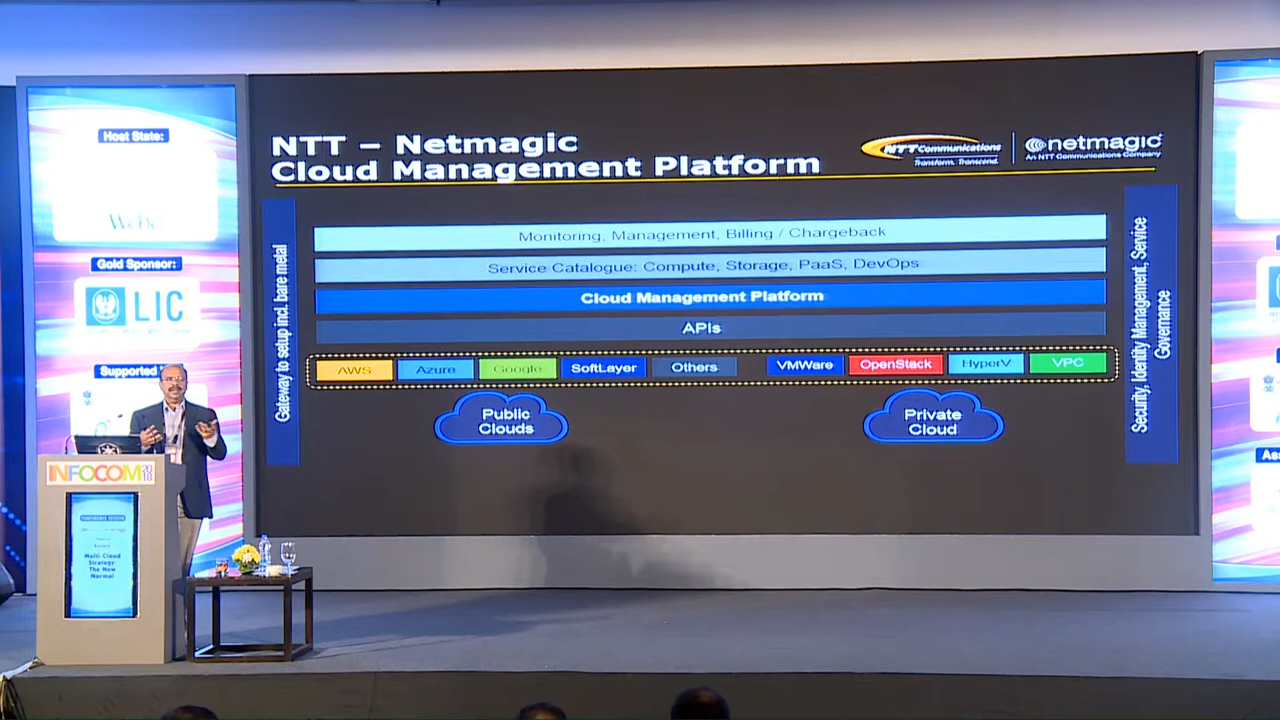 Host State:
Webel
Gold Sponsor:
LIC
Supported
INFOCOM 2018
Multi-Cloud
Strategy:
The New
Normal
NTT – Netmagic
Cloud Management Platform
NTT Communications
Transform. Transcend.
netmagic
An NTT Communications Company
Gateway to setup incl. bare metal
Monitoring, Management, Billing / Chargeback
Service Catalogue: Compute, Storage, PaaS, DevOps
Cloud Management Platform
APIs
AWS Azure Google SoftLayer Others VMWare OpenStack HyperV VPC
Public
Clouds
Private
Cloud
Security, Identity Management, Service
Governance